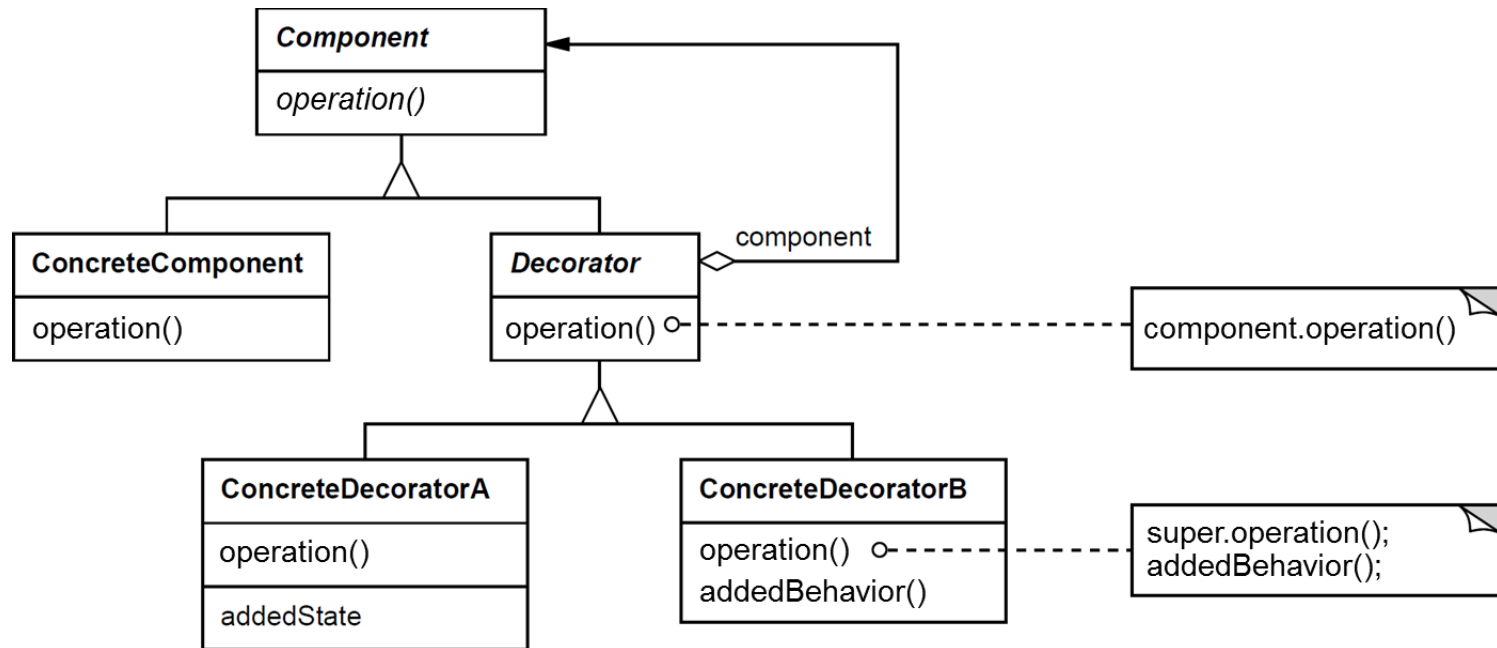 Component
operation()
ConcreteComponent
operation()
Decorator
operation()
component
component.operation()
ConcreteDecoratorA
operation()
addedState
ConcreteDecoratorB
operation()
addedBehavior()
super.operation();
addedBehavior();